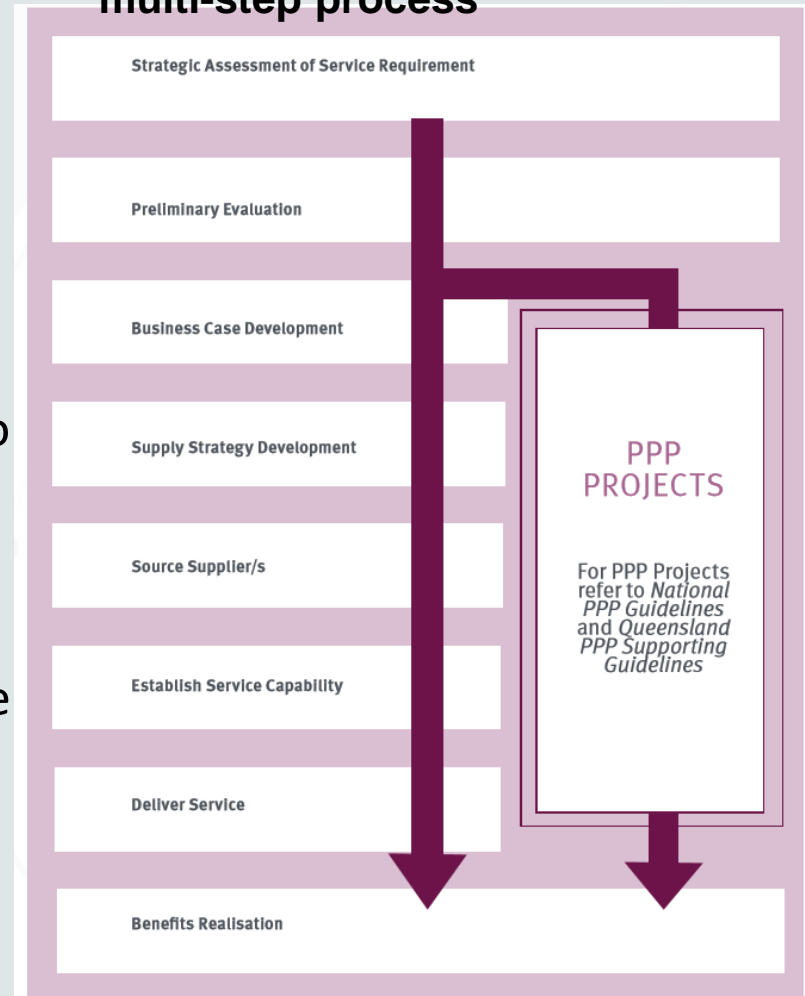 multi-step process
Strategic Assessment of Service Requirement
Preliminary Evaluation
Business Case Development
Supply Strategy Development
Source Supplier/s
Establish Service Capability
Deliver Service
Benefits Realisation
PPP
PROJECTS
For PPP Projects
refer to National
PPP Guidelines
and Queensland
PPP Supporting
Guidelines